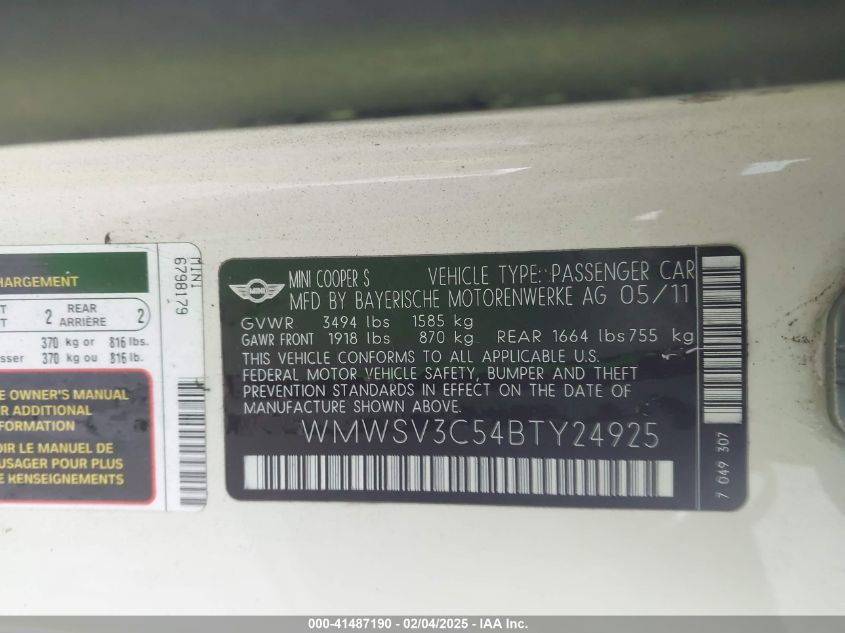 HARGEMENT
2 REAR ARRIÈRE 2
370 kg or 816 lbs.
sser 370 kg ou 816 lb.
E OWNER'S MANUAL
R ADDITIONAL
FORMATION
OIR LE MANUEL DE
USAGER POUR PLUS
E RENSEIGNEMENTS
MINI
6798179
MINI
MINI COOPER S VEHICLE TYPE: PASSENGER CAR
MFD BY BAYERISCHE MOTORENWERKE AG 05/11
GVWR 3494 lbs 1585 kg
GAWR FRONT 1918 lbs 870 kg REAR 1664 lbs 755 kg
THIS VEHICLE CONFORMS TO ALL APPLICABLE U.S.
FEDERAL MOTOR VEHICLE SAFETY, BUMPER AND THEFT
PREVENTION STANDARDS IN EFFECT ON THE DATE OF
MANUFACTURE SHOWN ABOVE.
WMWSV3C54BTY24925
7 049 307
000-41487190 - 02/04/2025 - IAA Inc.